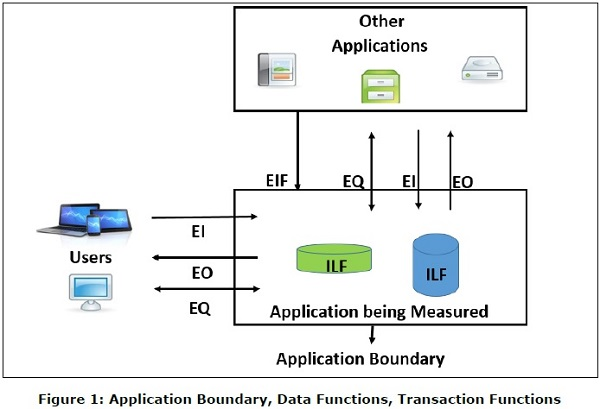 Other
Applications
EIF
EQ
EI
EO
EI
Users
EO
EQ
ILF
ILF
Application being Measured
Application Boundary
Figure 1: Application Boundary, Data Functions, Transaction Functions